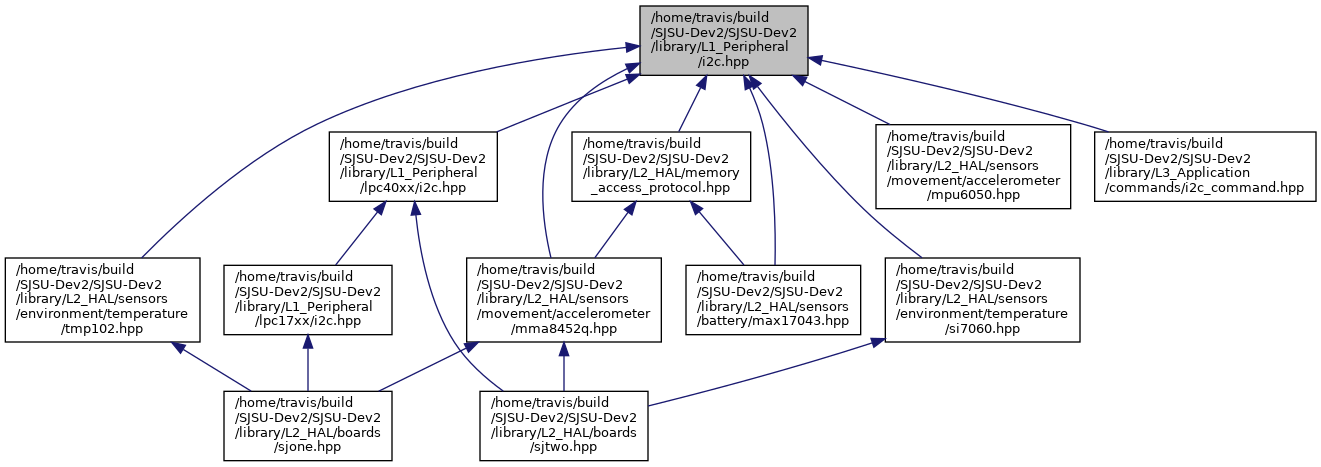 /home/travis/build
/SJSU-Dev2/SJSU-Dev2
/library/L1_Peripheral
/i2c.hpp
/home/travis/build
/SJSU-Dev2/SJSU-Dev2
/library/L1_Peripheral
/lpc40xx/i2c.hpp
/home/travis/build
/SJSU-Dev2/SJSU-Dev2
/library/L2_HAL/memory
_access_protocol.hpp
/home/travis/build
/SJSU-Dev2/SJSU-Dev2
/library/L2_HAL/sensors
/movement/accelerometer
/mpu6050.hpp
/home/travis/build
/SJSU-Dev2/SJSU-Dev2
/library/L3_Application
/commands/i2c_command.hpp
/home/travis/build
/SJSU-Dev2/SJSU-Dev2
/library/L2_HAL/sensors
/environment/temperature
/tmp102.hpp
/home/travis/build
/SJSU-Dev2/SJSU-Dev2
/library/L1_Peripheral
/lpc17xx/i2c.hpp
/home/travis/build
/SJSU-Dev2/SJSU-Dev2
/library/L2_HAL/sensors
/movement/accelerometer
/mma8452q.hpp
/home/travis/build
/SJSU-Dev2/SJSU-Dev2
/library/L2_HAL/sensors
/battery/max17043.hpp
/home/travis/build
/SJSU-Dev2/SJSU-Dev2
/library/L2_HAL/sensors
/environment/temperature
/si7060.hpp
/home/travis/build
/SJSU-Dev2/SJSU-Dev2
/library/L2_HAL/boards
/sjone.hpp
/home/travis/build
/SJSU-Dev2/SJSU-Dev2
/library/L2_HAL/boards
/sjtwo.hpp